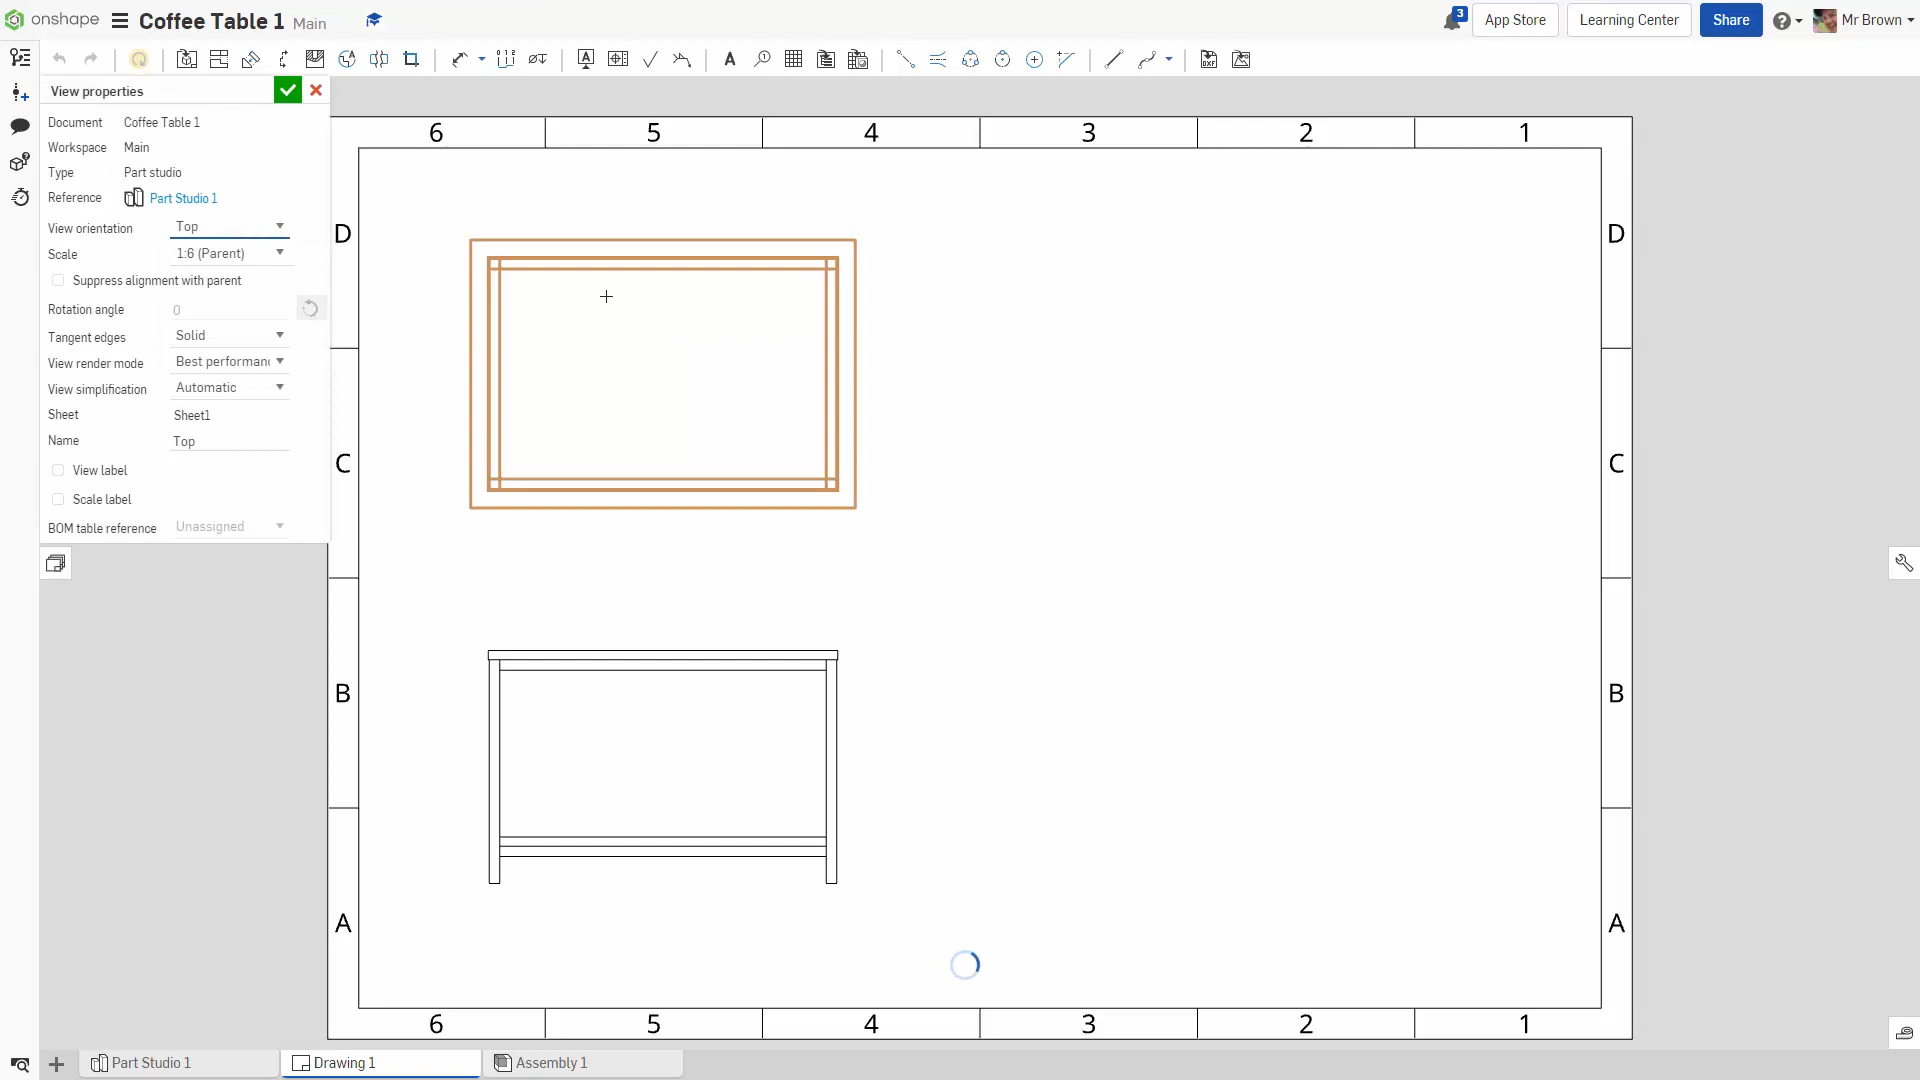 onshape Coffee Table 1 Main 3 App Store Learning Center Share Mr Brown
View properties
Document Coffee Table 1
Workspace Main
Type Part studio
Reference Part Studio 1
View orientation Top
Scale 1:6 (Parent)
Suppress alignment with parent
Rotation angle 0
Tangent edges Solid
View render mode Best performanc
View simplification Automatic
Sheet Sheet1
Name Top
View label
Scale label
BOM table reference Unassigned
6 5 4 3 2 1
D D
C C
B B
A A
6 5 4 3 2 1
Part Studio 1 Drawing 1 Assembly 1